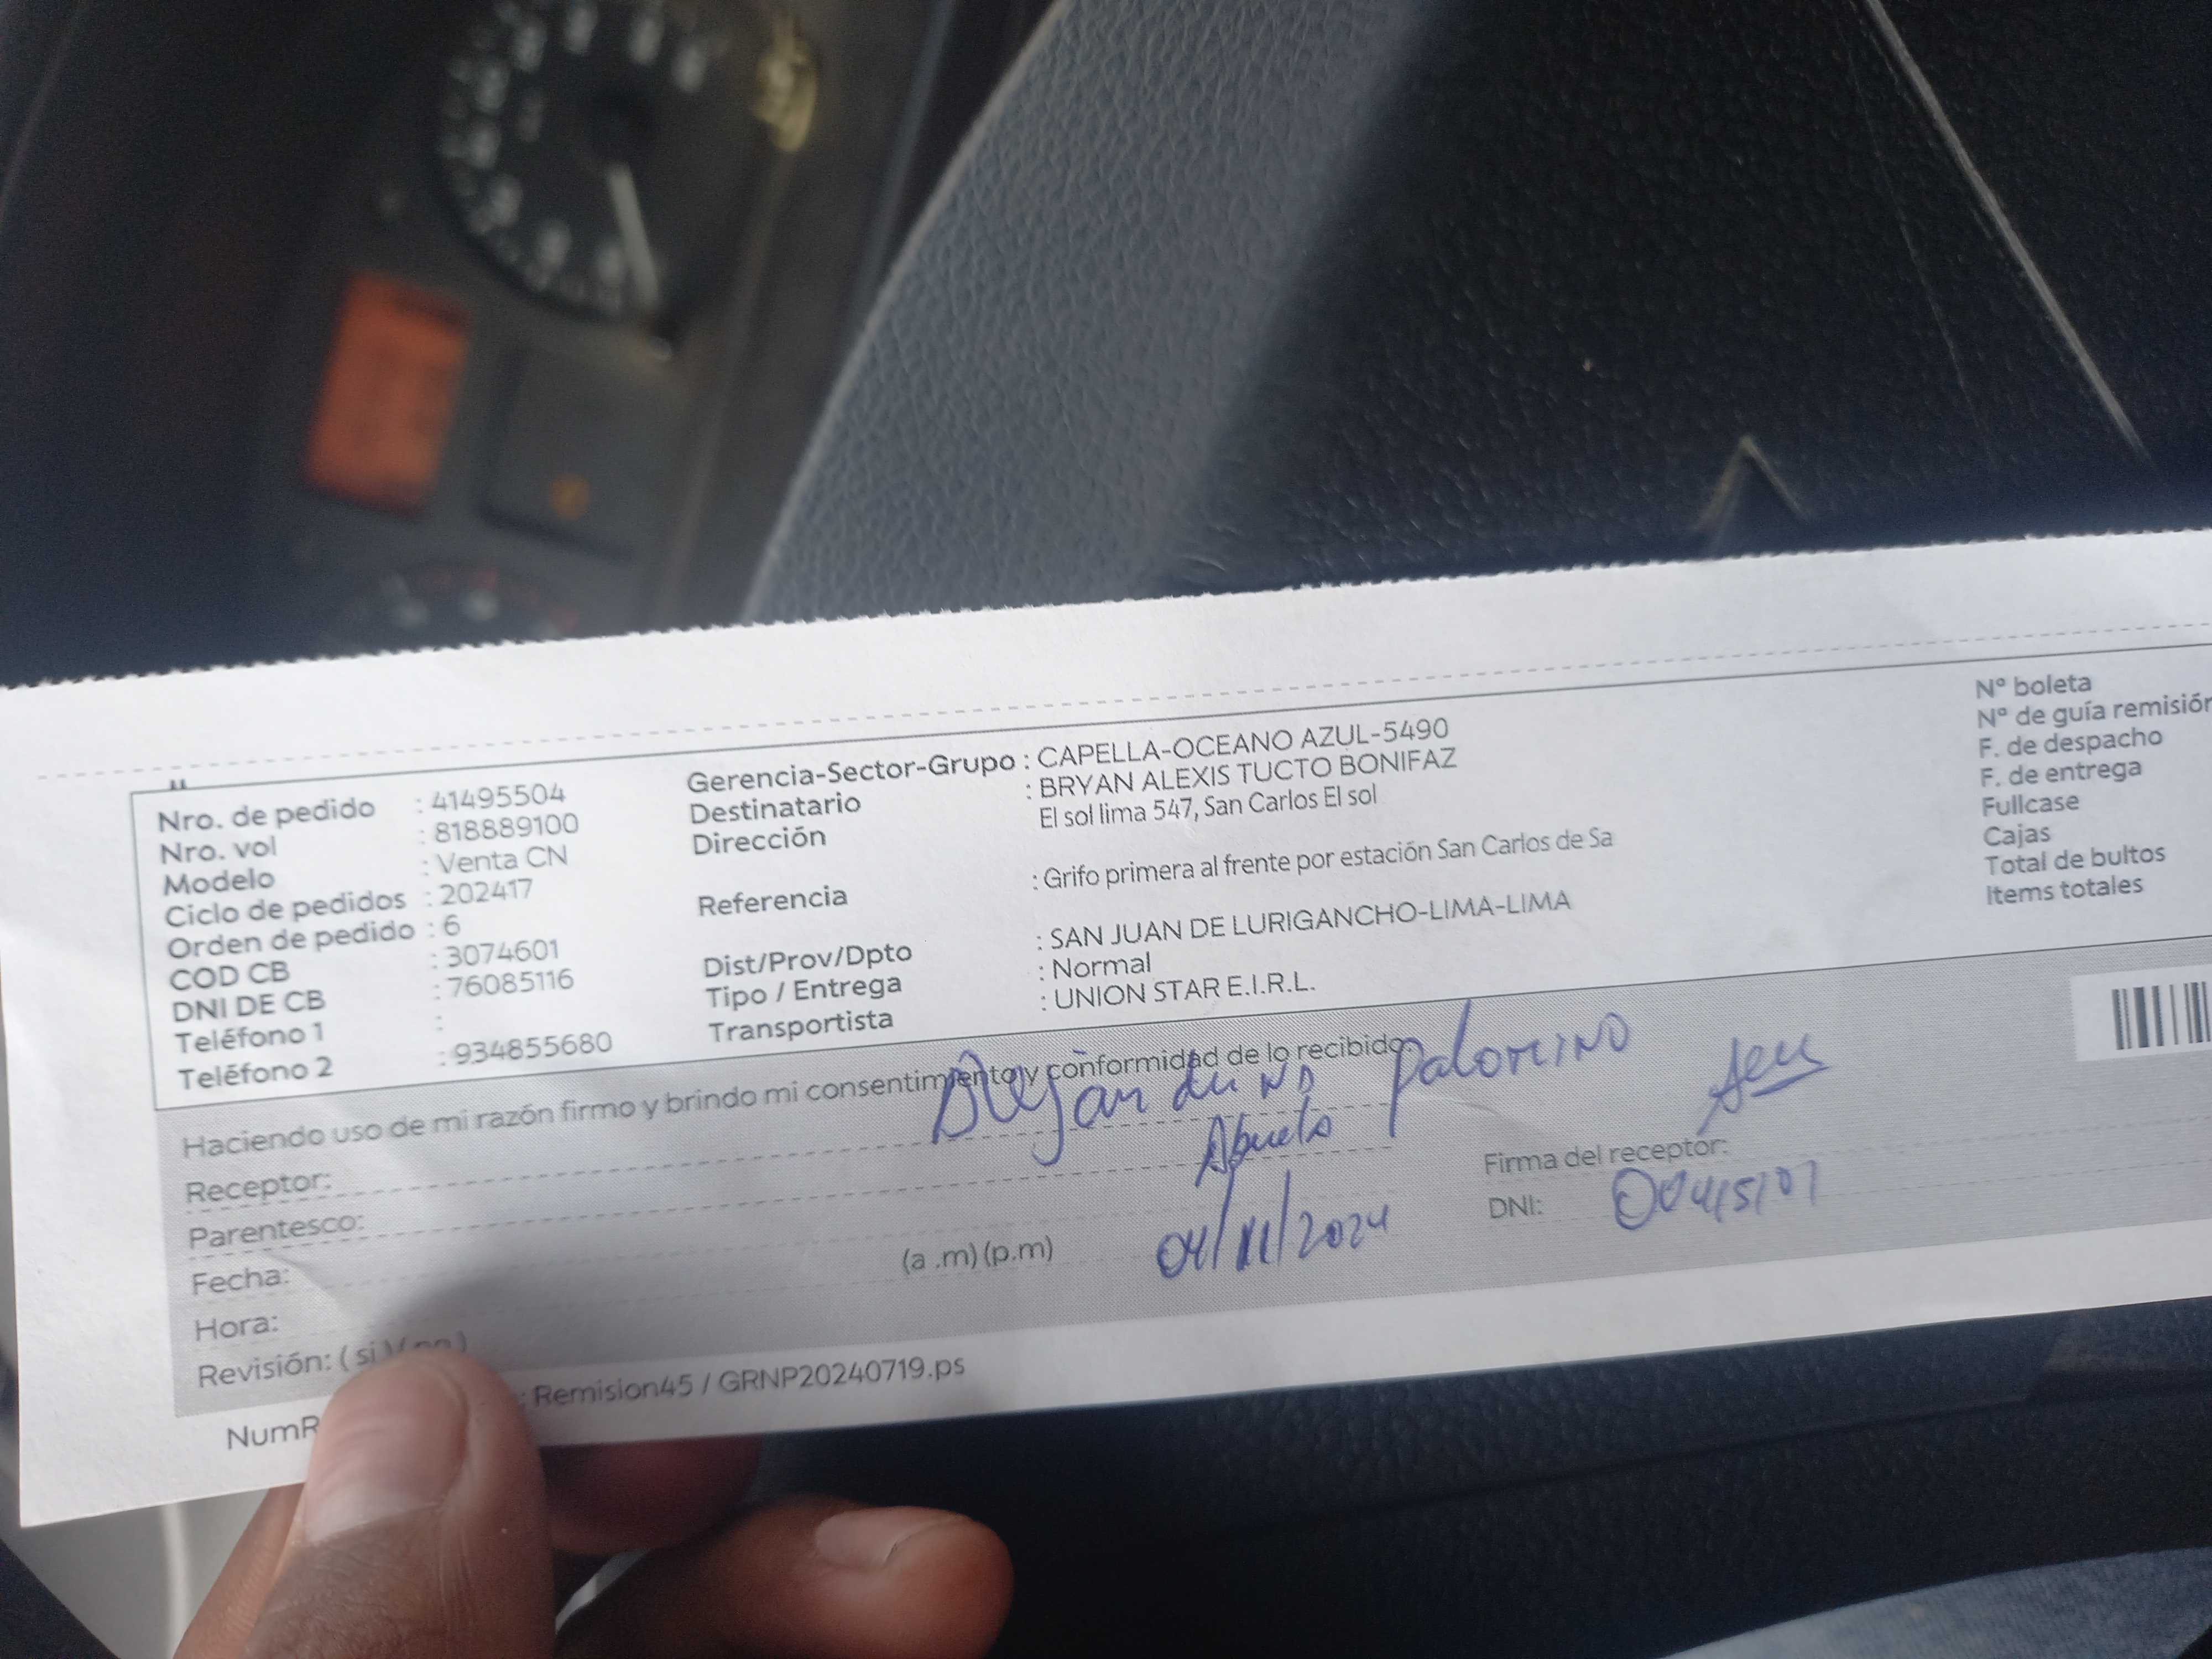 Nro. de pedido : 41495504
Nro. vol : 818889100
Modelo : Venta CN
Ciclo de pedidos : 202417
Orden de pedido : 6
COD CB : 3074601
DNI DE CB : 76085116
Teléfono 1 :
Teléfono 2 : 934855680
Gerencia-Sector-Grupo : CAPELLA-OCEANO AZUL-5490
Destinatario : BRYAN ALEXIS TUCTO BONIFAZ
Dirección El sol lima 547, San Carlos El sol
Referencia : Grifo primera al frente por estación San Carlos de Sa
Dist/Prov/Dpto : SAN JUAN DE LURIGANCHO-LIMA-LIMA
Tipo / Entrega : Normal
Transportista : UNION STAR E.I.R.L.
N° boleta
N° de guía remisión
F. de despacho
F. de entrega
Fullcase
Cajas
Total de bultos
Items totales
Haciendo uso de mi razón firmo y brindo mi consentimiento y conformidad de lo recibido.
Receptor: Palomino
Parentesco: Abuelo
Fecha: 04/11/2024
Hora: (a .m) (p.m)
Revisión: ( si ) ( no )
Firma del receptor:
DNI:
NumR : Remision45 / GRNP20240719.ps